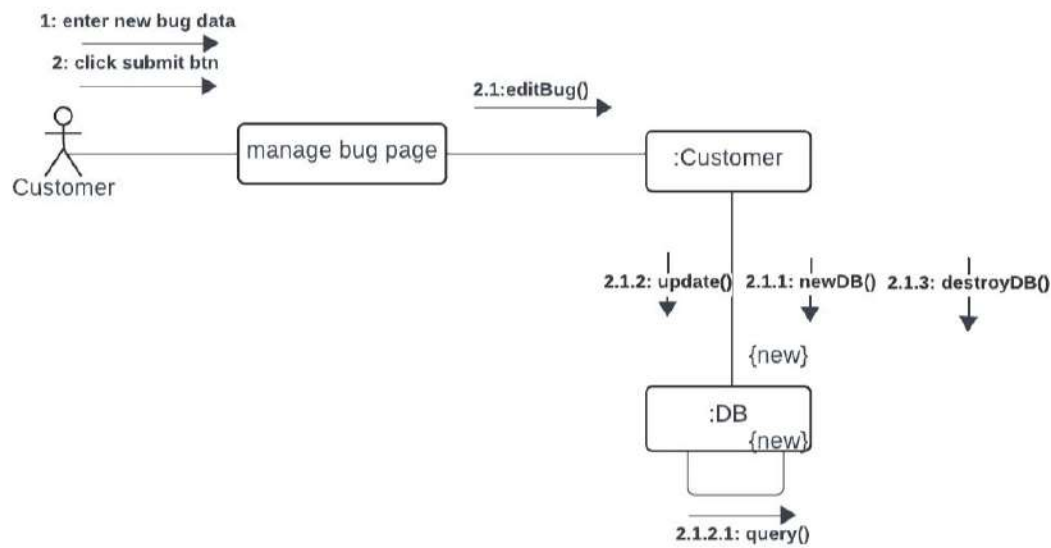 1: enter new bug data
2: click submit btn
2.1:editBug()
manage bug page
:Customer
Customer
2.1.2: update()
2.1.1: newDB()
2.1.3: destroyDB()
{new}
:DB
{new}
2.1.2.1: query()